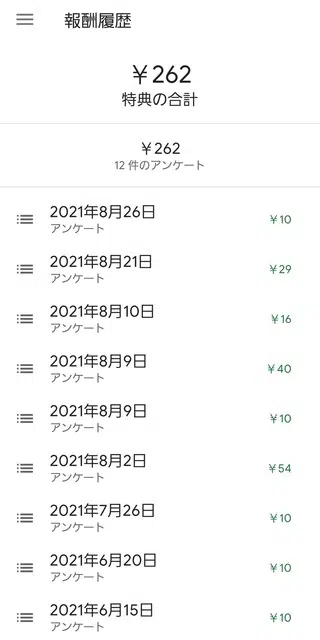 報酬履歴
￥262
特典の合計
￥262
12 件のアンケート
2021年8月26日
￥10
アンケート
2021年8月21日
￥29
アンケート
2021年8月10日
￥16
アンケート
2021年8月9日
￥40
アンケート
2021年8月9日
￥10
アンケート
2021年8月2日
￥54
アンケート
2021年7月26日
￥10
アンケート
2021年6月20日
￥10
アンケート
2021年6月15日
￥10
アンケート